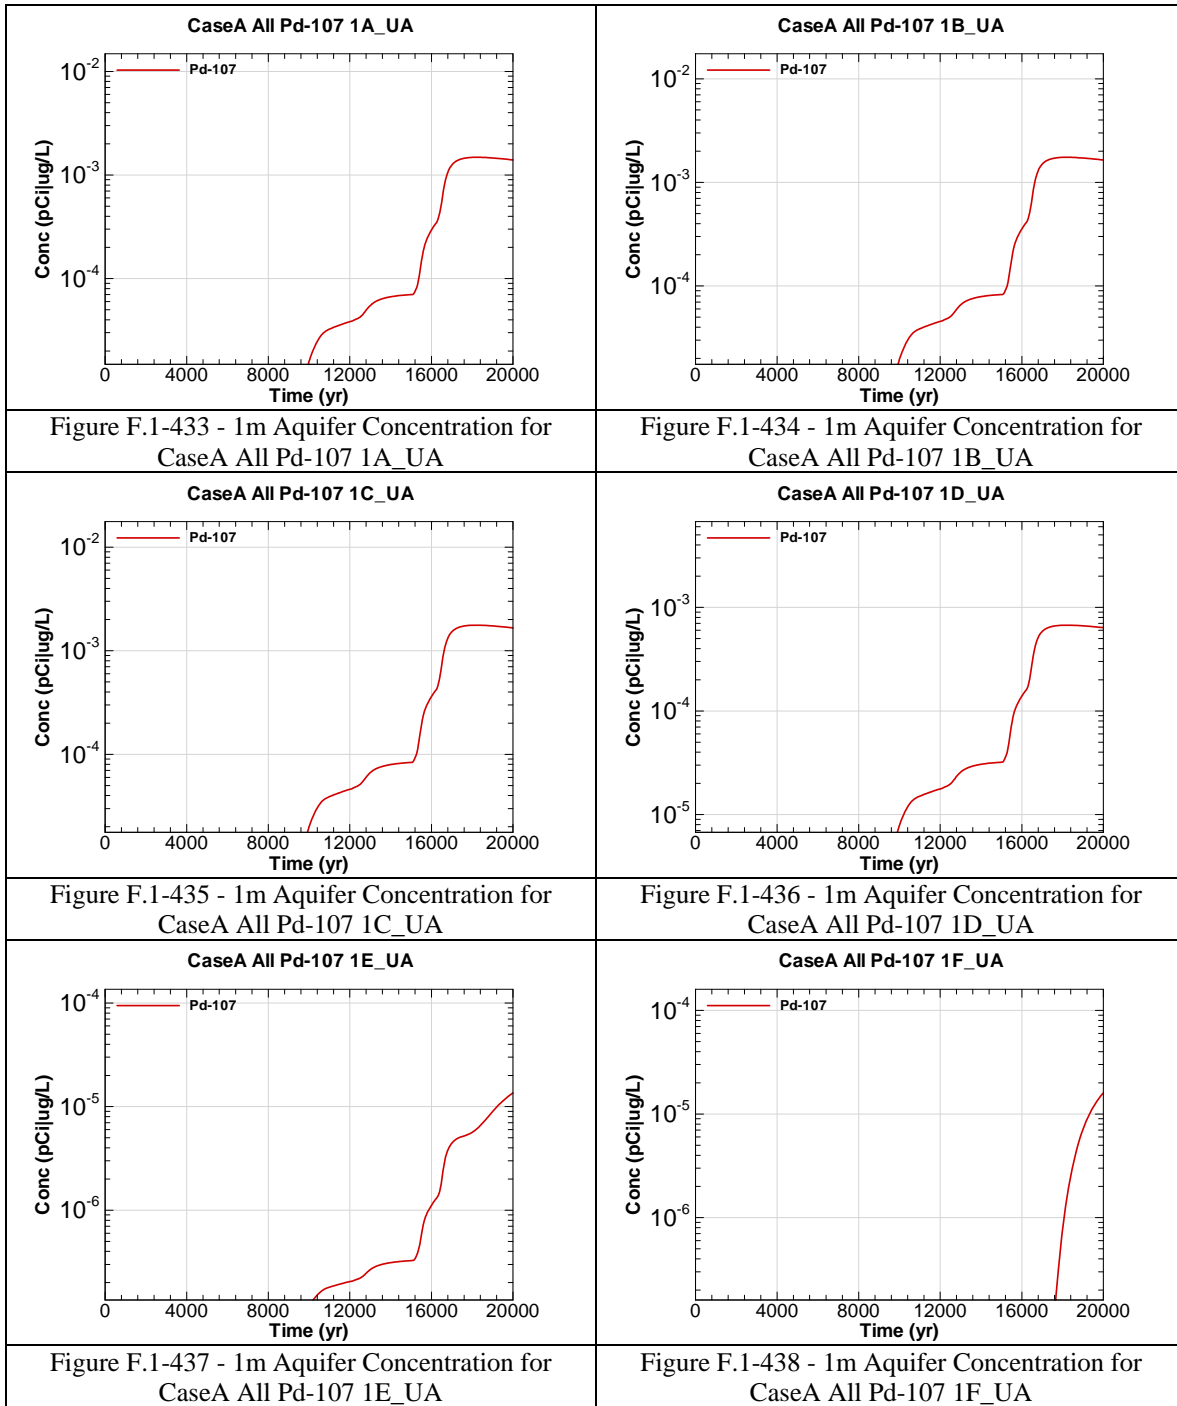 CaseA All Pd-107 1A_UA
Pd-107
10-2
10-3
10-4
Conc (pCi|ug/L)
0 4000 8000 12000 16000 20000
Time (yr)
Figure F.1-433 - 1m Aquifer Concentration for
CaseA All Pd-107 1A_UA
CaseA All Pd-107 1B_UA
Pd-107
10-2
10-3
10-4
Conc (pCi|ug/L)
0 4000 8000 12000 16000 20000
Time (yr)
Figure F.1-434 - 1m Aquifer Concentration for
CaseA All Pd-107 1B_UA
CaseA All Pd-107 1C_UA
Pd-107
10-2
10-3
10-4
Conc (pCi|ug/L)
0 4000 8000 12000 16000 20000
Time (yr)
Figure F.1-435 - 1m Aquifer Concentration for
CaseA All Pd-107 1C_UA
CaseA All Pd-107 1D_UA
Pd-107
10-3
10-4
10-5
Conc (pCi|ug/L)
0 4000 8000 12000 16000 20000
Time (yr)
Figure F.1-436 - 1m Aquifer Concentration for
CaseA All Pd-107 1D_UA
CaseA All Pd-107 1E_UA
Pd-107
10-4
10-5
10-6
Conc (pCi|ug/L)
0 4000 8000 12000 16000 20000
Time (yr)
Figure F.1-437 - 1m Aquifer Concentration for
CaseA All Pd-107 1E_UA
CaseA All Pd-107 1F_UA
Pd-107
10-4
10-5
10-6
Conc (pCi|ug/L)
0 4000 8000 12000 16000 20000
Time (yr)
Figure F.1-438 - 1m Aquifer Concentration for
CaseA All Pd-107 1F_UA